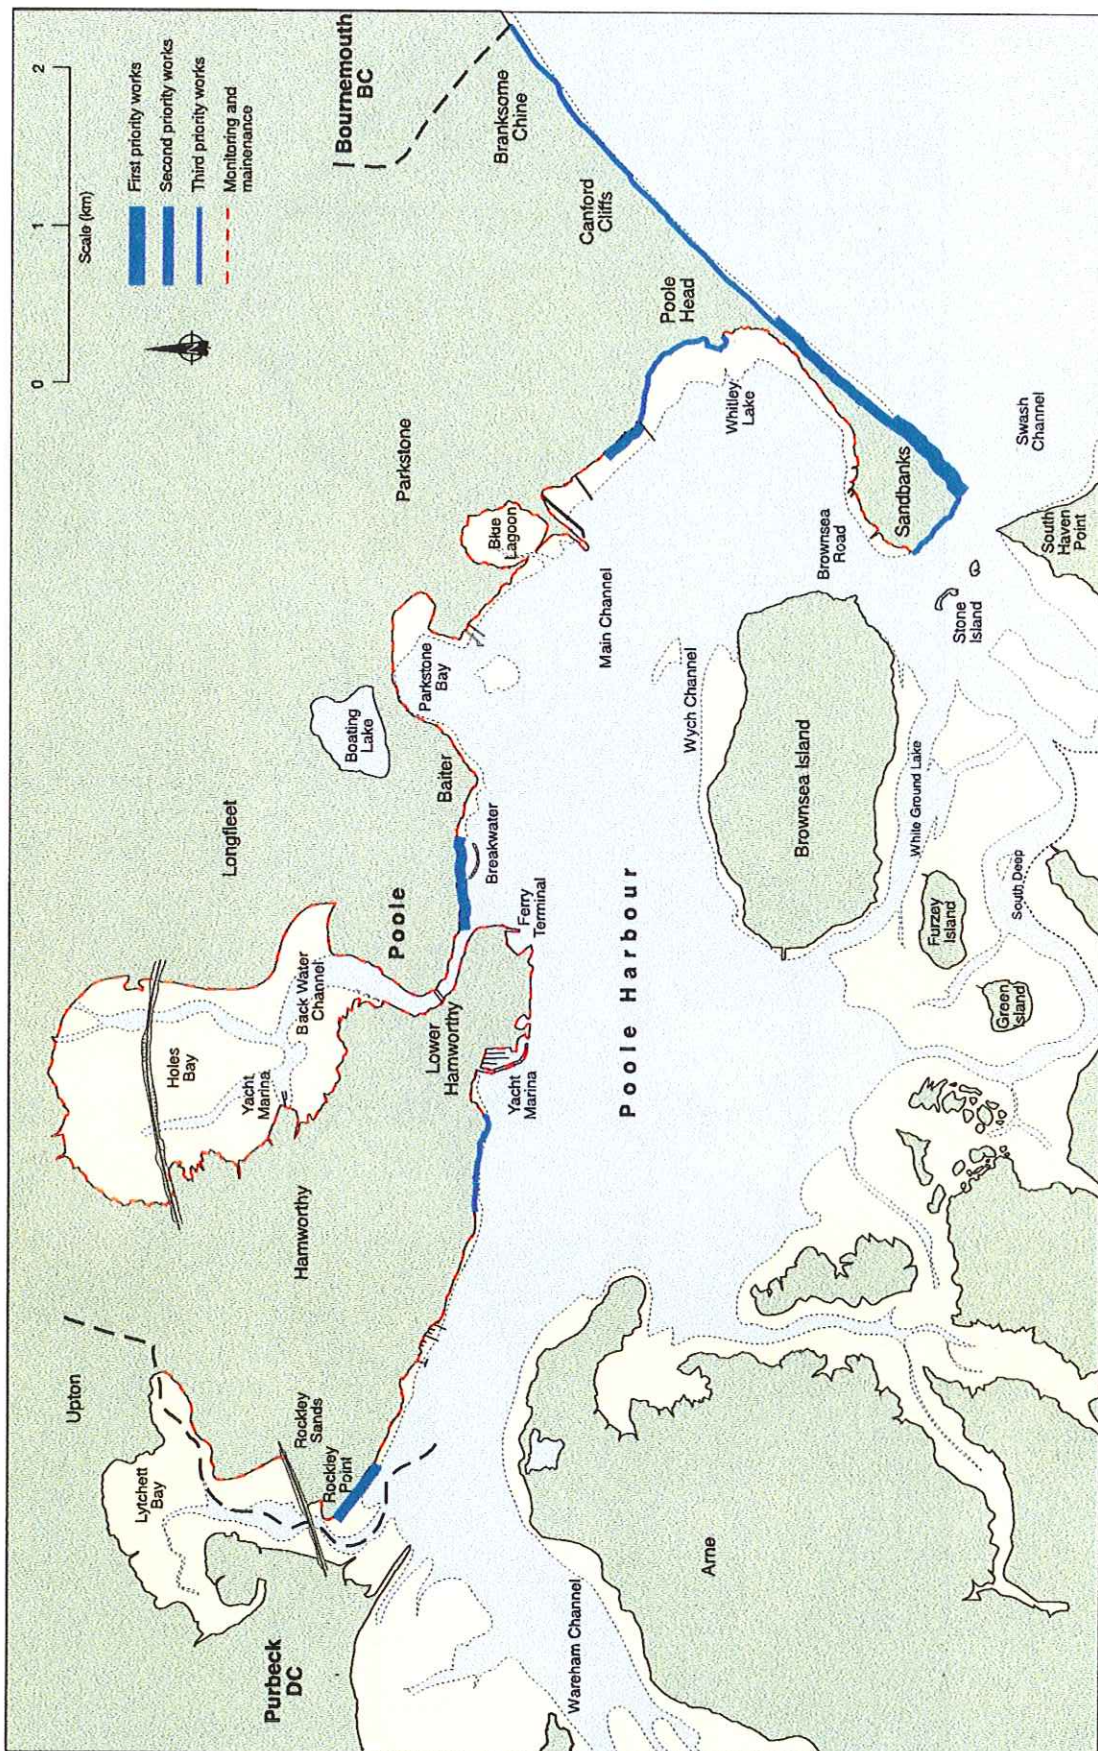 Upton
Lytchett
Bay
Purbeck
DC
Rockley
Sands
Rockley
Point
Wareham Channel
Arne
Hamworthy
Holes
Bay
Yacht
Marina
Back Water
Channel
Lower
Hamworthy
Yacht
Marina
Ferry
Terminal
Poole
Longfleet
Breakwater
Baiter
Boating
Lake
Parkstone
Bay
Parkstone
Blue
Lagoon
Main Channel
Poole Harbour
Wych Channel
Brownsea Island
Brownsea
Road
White Ground Lake
Furzey
Island
Green
Island
South Deep
Stone
Island
South
Haven
Point
Swash
Channel
Sandbanks
Whitley
Lake
Poole
Head
Canford
Cliffs
Branksome
Chine
Bournemouth
BC
0 1 2
Scale (km)
First priority works
Second priority works
Third priority works
Monitoring and
mainenance